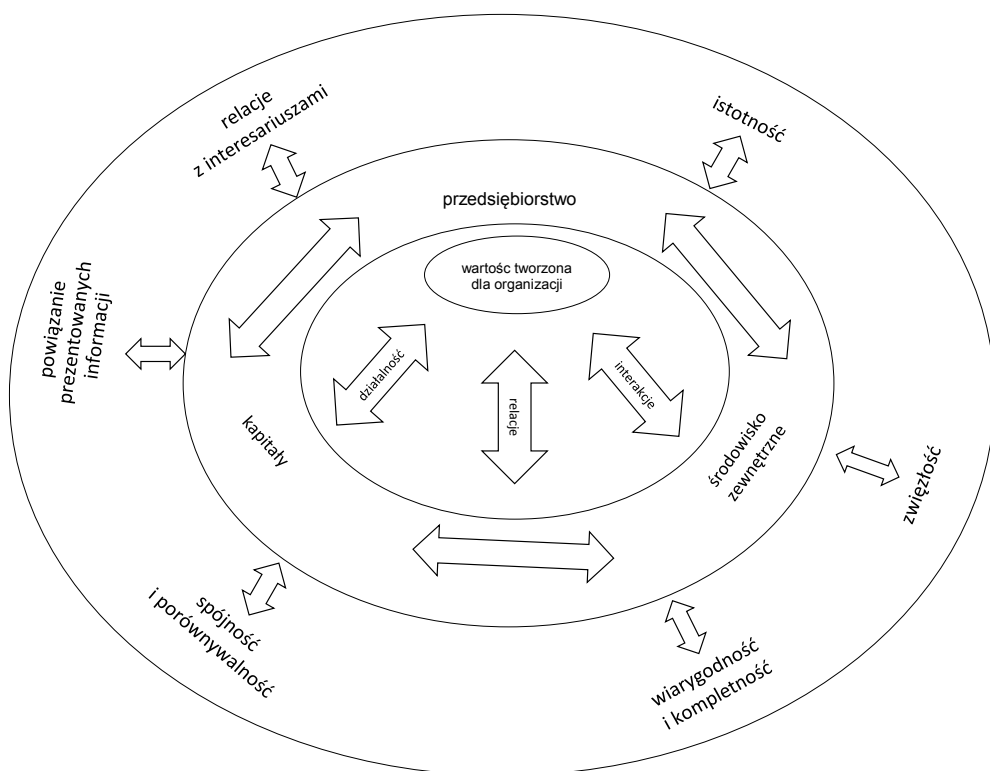 relacje
z interesariuszami
istotność
przedsiębiorstwo
wartośc tworzona
dla organizacji
powiązanie
prezentowanych
informacji
działalność
relacje
interakcje
kapitały
środowisko
zewnętrzne
zwięzłość
spójność
i porównywalność
wiarygodność
i kompletność